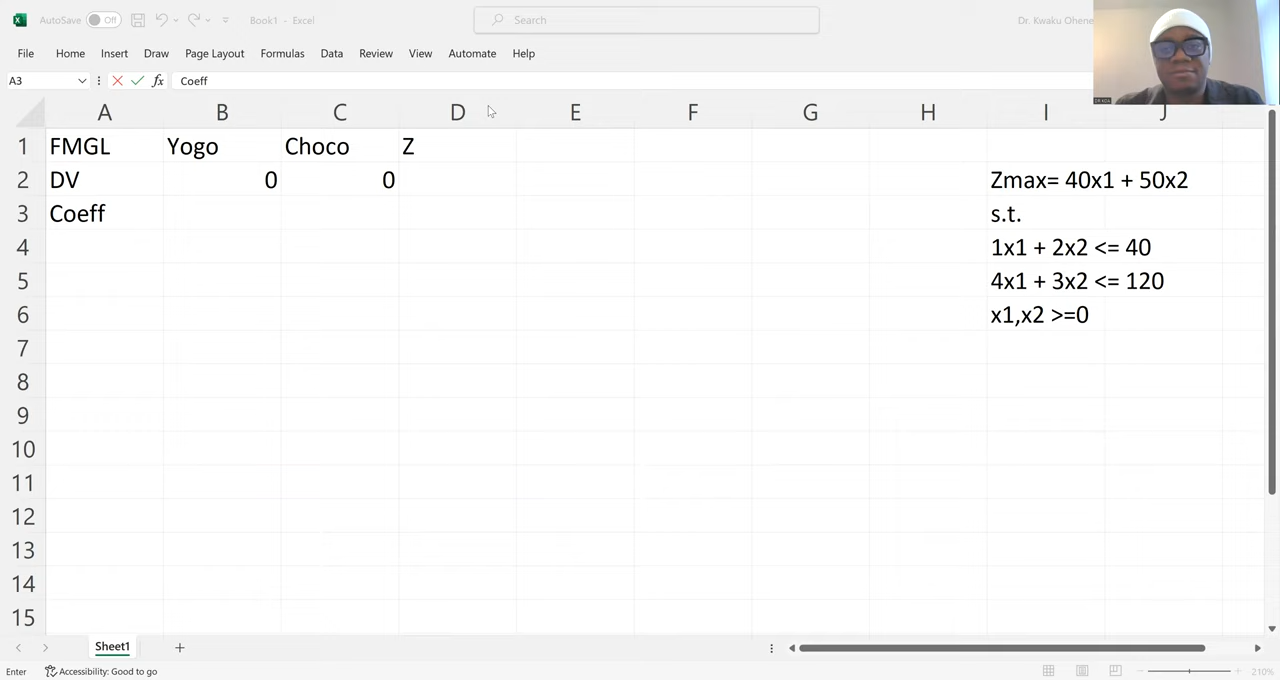 AutoSave Off Book1 - Excel Search Dr. Kwaku Ohene
File Home Insert Draw Page Layout Formulas Data Review View Automate Help
A3 fx Coeff
A B C D E F G H I J
1 FMGL Yogo Choco Z
2 DV 0 0 Zmax= 40x1 + 50x2
3 Coeff s.t.
4 1x1 + 2x2 <= 40
5 4x1 + 3x2 <= 120
6 x1,x2 >=0
7
8
9
10
11
12
13
14
15
Sheet1
Enter Accessibility: Good to go 210%